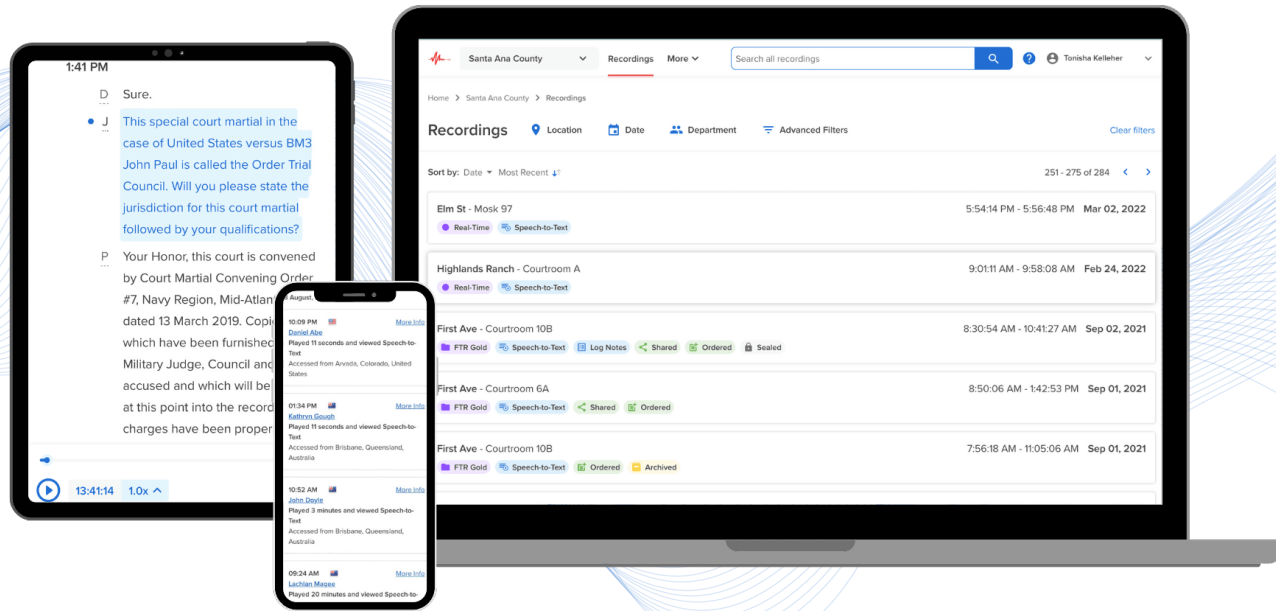 1:41 PM
D Sure.
J This special court martial in the
case of United States versus BM3
John Paul is called the Order Trial
Council. Will you please state the
jurisdiction for this court martial
followed by your qualifications?
P Your Honor, this court is convened
by Court Martial Convening Order
#7, Navy Region, Mid-Atlan
dated 13 March 2019. Copi
which have been furnished
Military Judge, Council and
accused and which will be
at this point into the record
charges have been proper
13:41:14 1.0x
August,
10:09 PM More Info
Daniel Abe
Played 11 seconds and viewed Speech-to-
Text
Accessed from Arvada, Colorado, United
States
01:34 PM More Info
Kathryn Gough
Played 11 seconds and viewed Speech-to-
Text
Accessed from Brisbane, Queensland,
Australia
10:52 AM More Info
John Doyle
Played 3 minutes and viewed Speech-to-
Text
Accessed from Brisbane, Queensland,
Australia
09:24 AM More Info
Lachlan Magee
Played 20 minutes and viewed Speech-to-
Santa Ana County Recordings More Search all recordings Tonisha Kelleher
Home > Santa Ana County > Recordings
Recordings Location Date Department Advanced Filters Clear filters
Sort by: Date Most Recent 251 - 275 of 284
Elm St - Mosk 97 5:54:14 PM - 5:56:48 PM Mar 02, 2022
Real-Time Speech-to-Text
Highlands Ranch - Courtroom A 9:01:11 AM - 9:58:08 AM Feb 24, 2022
Real-Time Speech-to-Text
First Ave - Courtroom 10B 8:30:54 AM - 10:41:27 AM Sep 02, 2021
FTR Gold Speech-to-Text Log Notes Shared Ordered Sealed
First Ave - Courtroom 6A 8:50:06 AM - 1:42:53 PM Sep 01, 2021
FTR Gold Speech-to-Text Shared Ordered
First Ave - Courtroom 10B 7:56:18 AM - 11:05:06 AM Sep 01, 2021
FTR Gold Speech-to-Text Ordered Archived